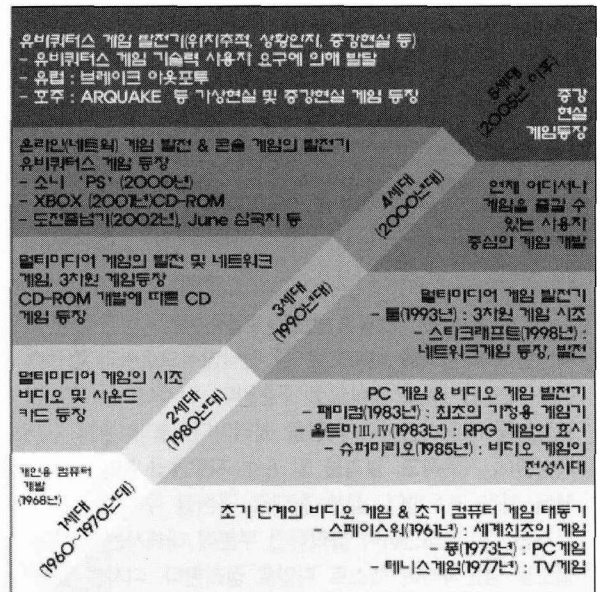 유비쿼터스 게임 발전기(위치추적, 상황인지, 증강현실 등)
- 유비쿼터스 게임 기술력 사용자 요구에 의해 발달
- 유럽 : 브레이크 아웃포투
- 호주 : ARQUAKE 등 가상현실 및 증강현실 게임 등장
5세대
(2005년 이후)
증강
현실
게임등장
온라인(네트웍) 게임 발전 & 콘솔 게임의 발전기
유비쿼터스 게임 등장
- 소니 'PS' (2000년)
- XBOX (2001년)CD-ROM
- 도전줄넘기(2002년), June 삼국지 등
4세대
(2000년대)
언제 어디서나
게임을 즐길 수
있는 사용자
중심의 게임 개발
멀티미디어 게임의 발전 및 네트워크
게임, 3차원 게임등장
CD-ROM 개발에 따른 CD
게임 등장
3세대
(1990년대)
멀티미디어 게임 발전기
- 둠(1993년) : 3차원 게임 시조
- 스타크래프트(1998년) :
네트워크게임 등장, 발전
멀티미디어 게임의 시조
비디오 및 사운드
카드 등장
2세대
(1980년대)
PC 게임 & 비디오 게임 발전기
- 패미컴(1983년) : 최초의 가정용 게임기
- 울트마III, IV(1983년) : RPG 게임의 효시
- 슈퍼마리오(1985년) : 비디오 게임의
전성시대
개인용 컴퓨터
개발
(1968년)
1세대
(1960~1970년대)
초기 단계의 비디오 게임 & 초기 컴퓨터 게임 태동기
- 스페이스워(1961년) : 세계최초의 게임
- 퐁(1973년) : PC게임
- 테니스게임(1977년) : TV게임